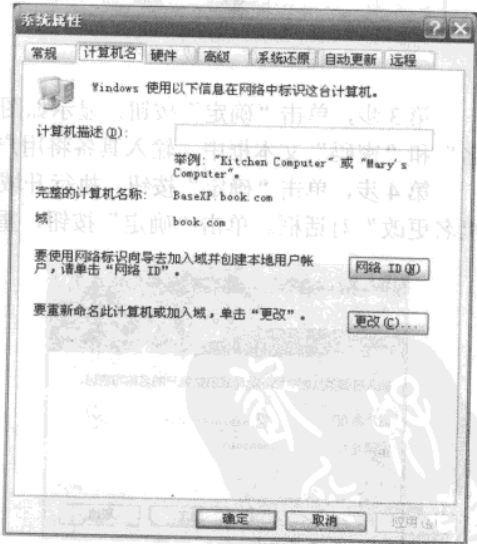 系统属性
常规 计算机名 硬件 高级 系统还原 自动更新 远程
Windows 使用以下信息在网络中标识这台计算机。
计算机描述(D):
举例: "Kitchen Computer" 或 "Mary's
Computer"。
完整的计算机名称: BaseXP.book.com
域 book.com
要使用网络标识向导去加入域并创建本地用户帐
户，请单击“网络 ID”。
网络 ID(N)
要重新命名此计算机或加入域，单击“更改”。
更改(C)...
确定 取消 应用(A)